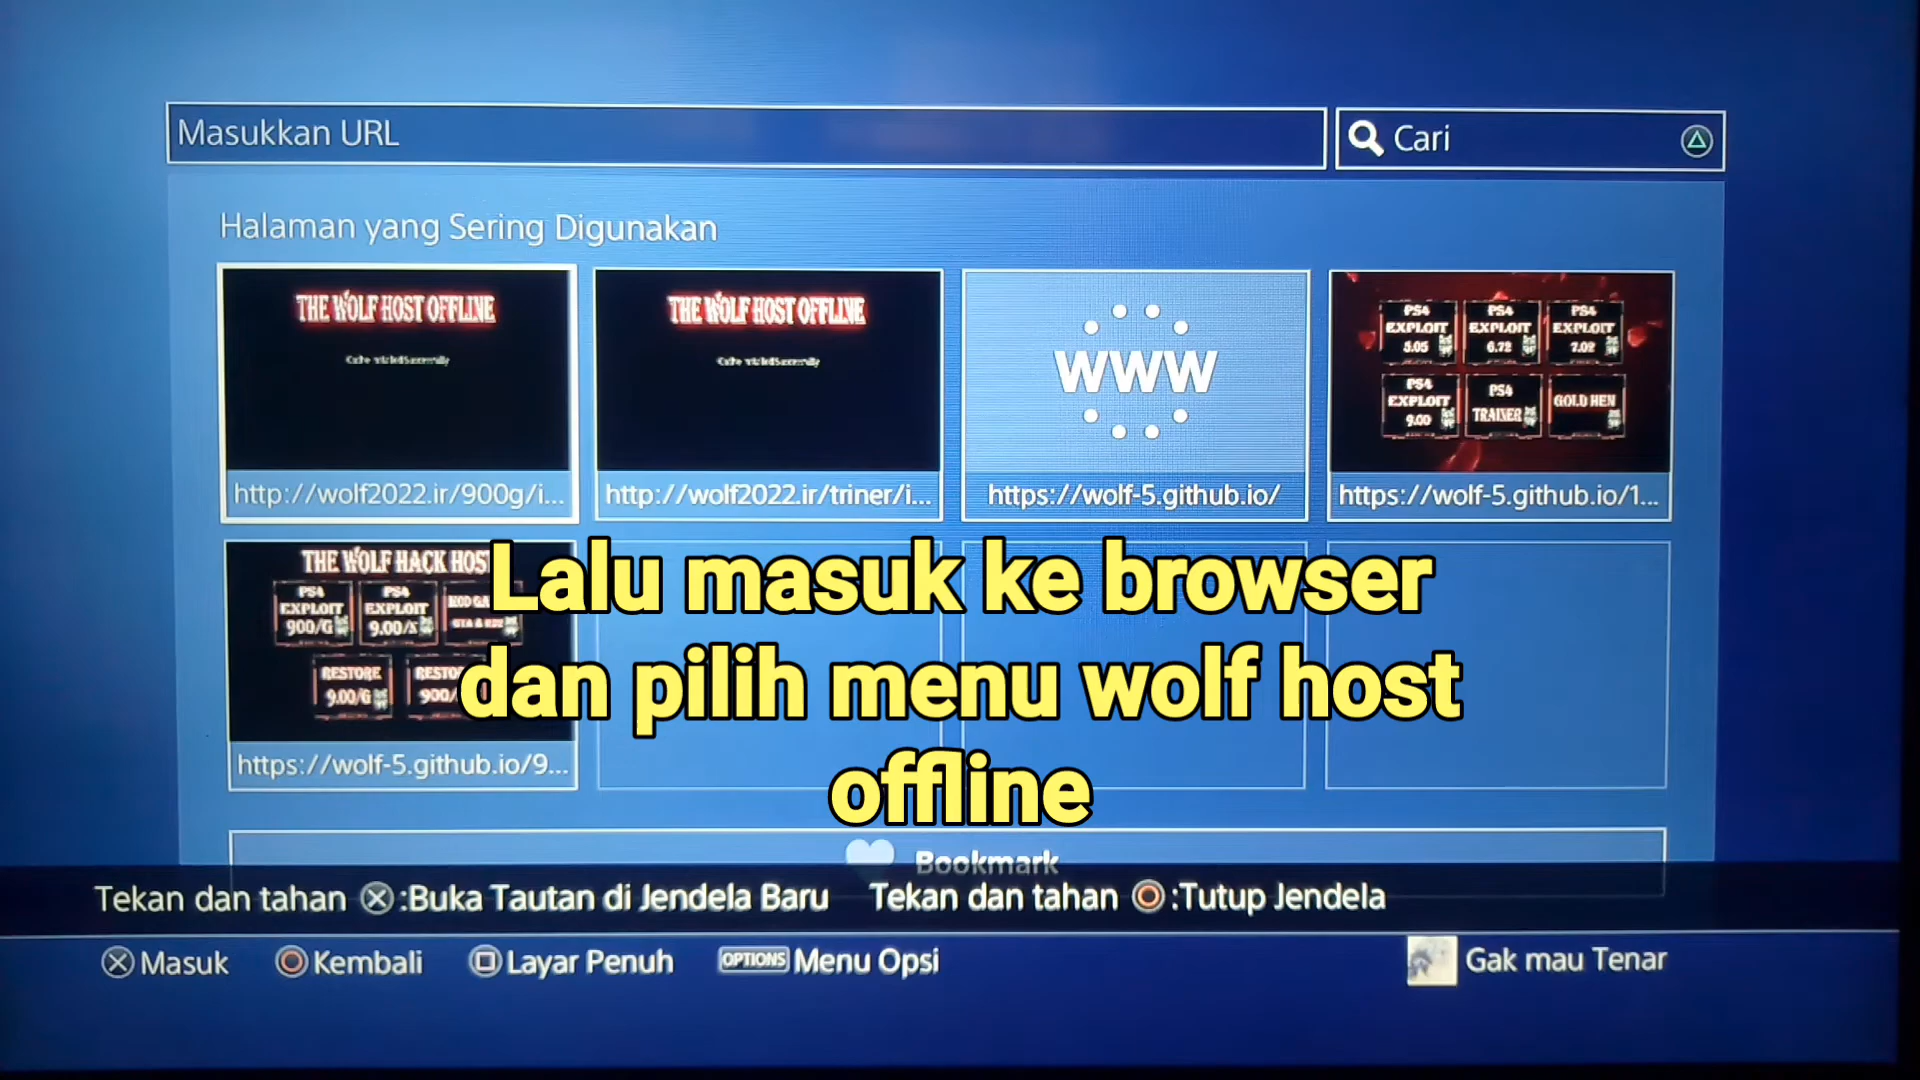 Masukkan URL
Cari
Halaman yang Sering Digunakan
THE WOLF HOST OFFLINE
THE WOLF HOST OFFLINE
www
PS4 EXPLOIT 5.05
PS4 EXPLOIT 6.72
PS4 EXPLOIT 7.02
PS4 EXPLOIT 9.00
PS4 TRAINER
GOLD HEN
http://wolf2022.ir/900g/i...
http://wolf2022.ir/triner/i...
https://wolf-5.github.io/
https://wolf-5.github.io/1...
THE WOLF HACK HOST
PS4 EXPLOIT 900/G
PS4 EXPLOIT 9.00/
RESTORE 9.00/G
900/
https://wolf-5.github.io/9...
Lalu masuk ke browser
dan pilih menu wolf host
offline
Bookmark
Tekan dan tahan :Buka Tautan di Jendela Baru Tekan dan tahan :Tutup Jendela
Masuk Kembali Layar Penuh OPTIONS Menu Opsi
Gak mau Tenar